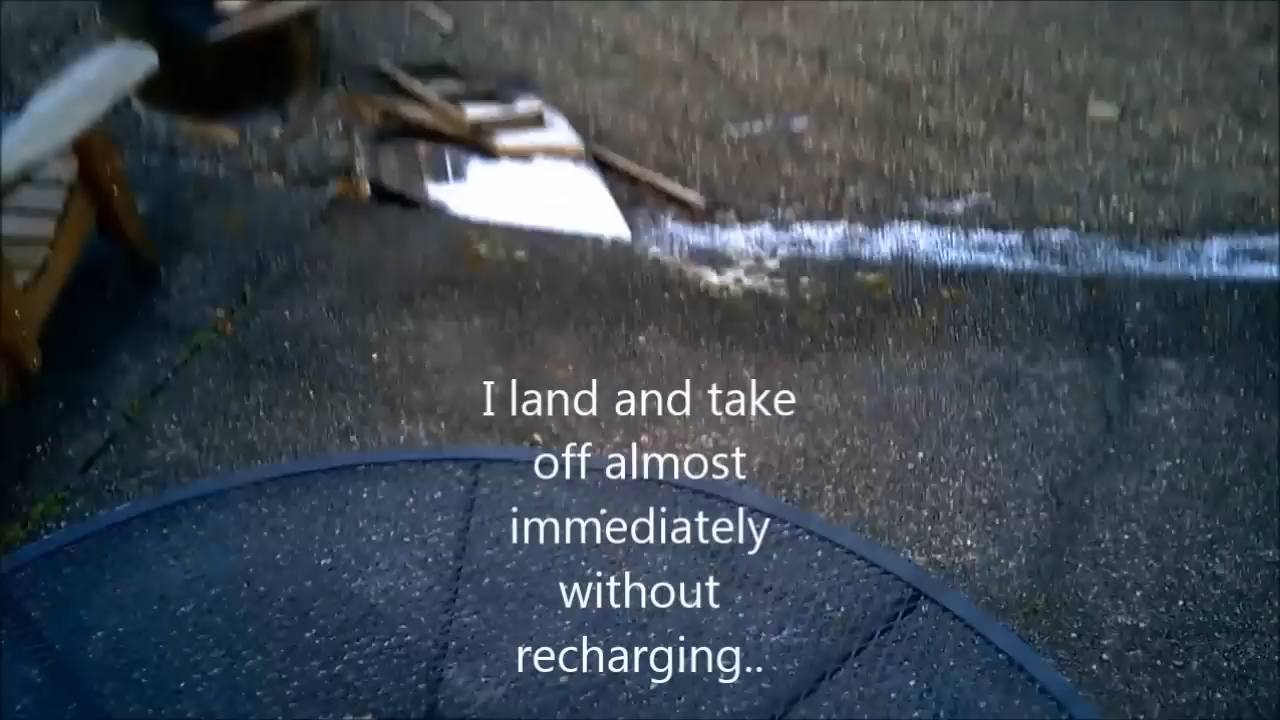 I land and take
off almost
immediately
without
recharging..